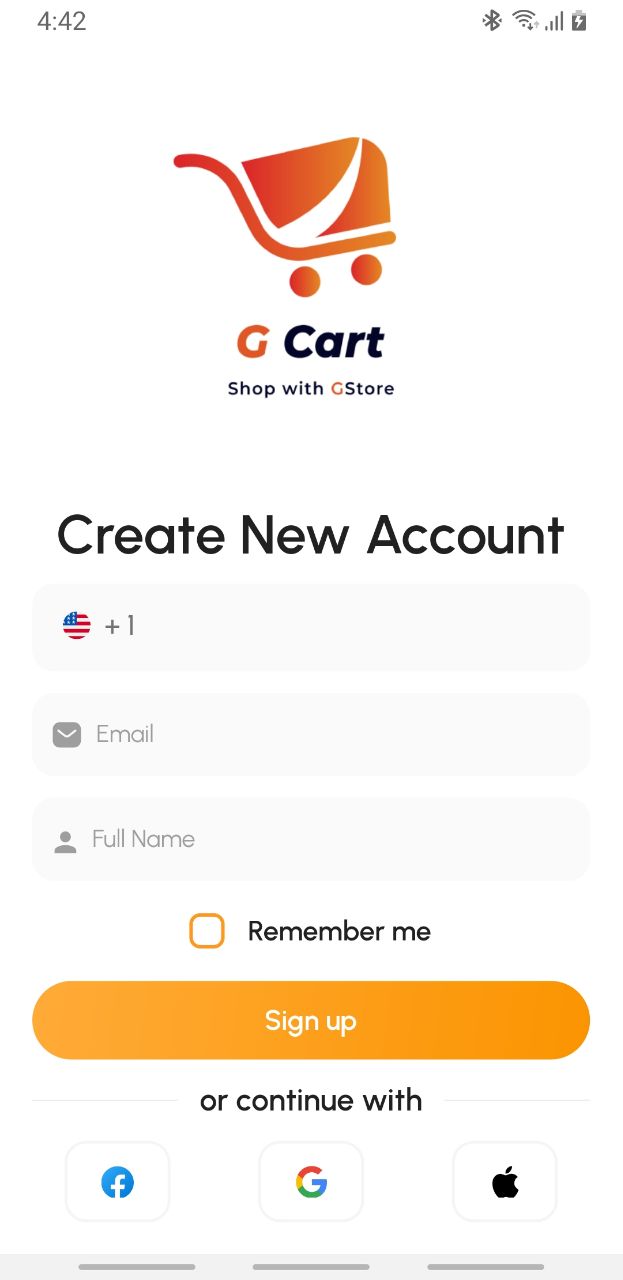 4:42
G Cart
Shop with GStore
Create New Account
+ 1
Email
Full Name
Remember me
Sign up
or continue with